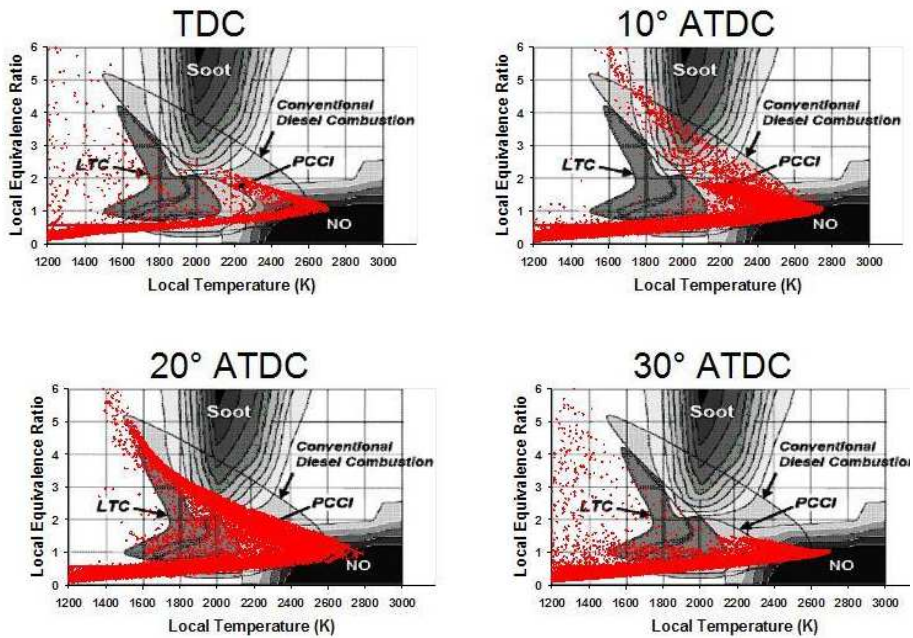 TDC
6
5
4
3
2
1
0
Local Equivalence Ratio
Soot
Conventional
Diesel Combustion
LTC
PCCI
NO
1200 1400 1600 1800 2000 2200 2400 2600 2800 3000
Local Temperature (K)
10° ATDC
6
5
4
3
2
1
0
Local Equivalence Ratio
Soot
Conventional
Diesel Combustion
LTC
PCCI
NO
1200 1400 1600 1800 2000 2200 2400 2600 2800 3000
Local Temperature (K)
20° ATDC
6
5
4
3
2
1
0
Local Equivalence Ratio
Soot
Conventional
Diesel Combustion
LTC
PCCI
NO
1200 1400 1600 1800 2000 2200 2400 2600 2800 3000
Local Temperature (K)
30° ATDC
6
5
4
3
2
1
0
Local Equivalence Ratio
Soot
Conventional
Diesel Combustion
LTC
PCCI
NO
1200 1400 1600 1800 2000 2200 2400 2600 2800 3000
Local Temperature (K)